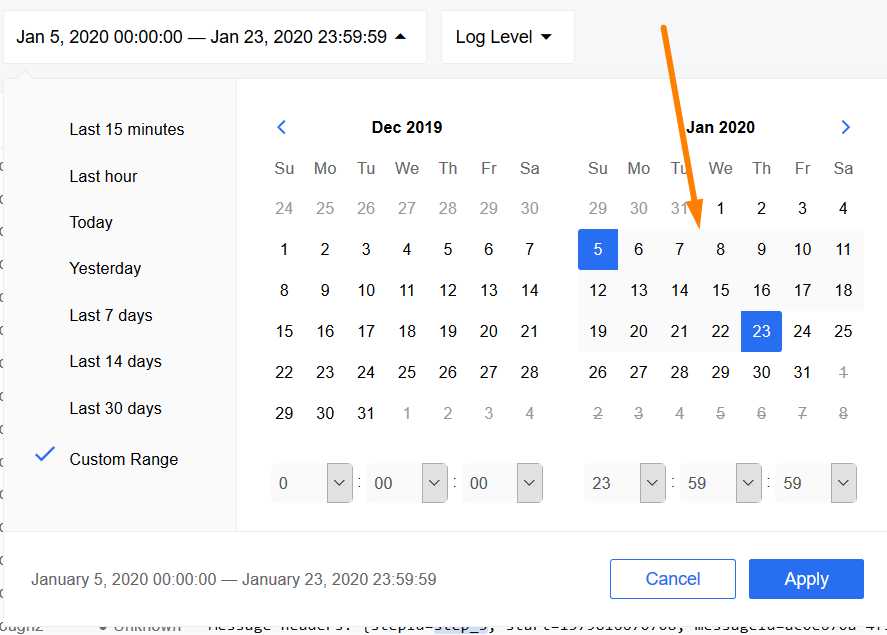 Jan 5, 2020 00:00:00 — Jan 23, 2020 23:59:59
Log Level
Last 15 minutes
Last hour
Today
Yesterday
Last 7 days
Last 14 days
Last 30 days
Custom Range
Dec 2019
Su Mo Tu We Th Fr Sa
24 25 26 27 28 29 30
1 2 3 4 5 6 7
8 9 10 11 12 13 14
15 16 17 18 19 20 21
22 23 24 25 26 27 28
29 30 31 1 2 3 4
0 : 00 : 00
Jan 2020
Su Mo Tu We Th Fr Sa
29 30 31 1 2 3 4
5 6 7 8 9 10 11
12 13 14 15 16 17 18
19 20 21 22 23 24 25
26 27 28 29 30 31 1
2 3 4 5 6 7 8
23 : 59 : 59
January 5, 2020 00:00:00 — January 23, 2020 23:59:59
Cancel
Apply
Unknown